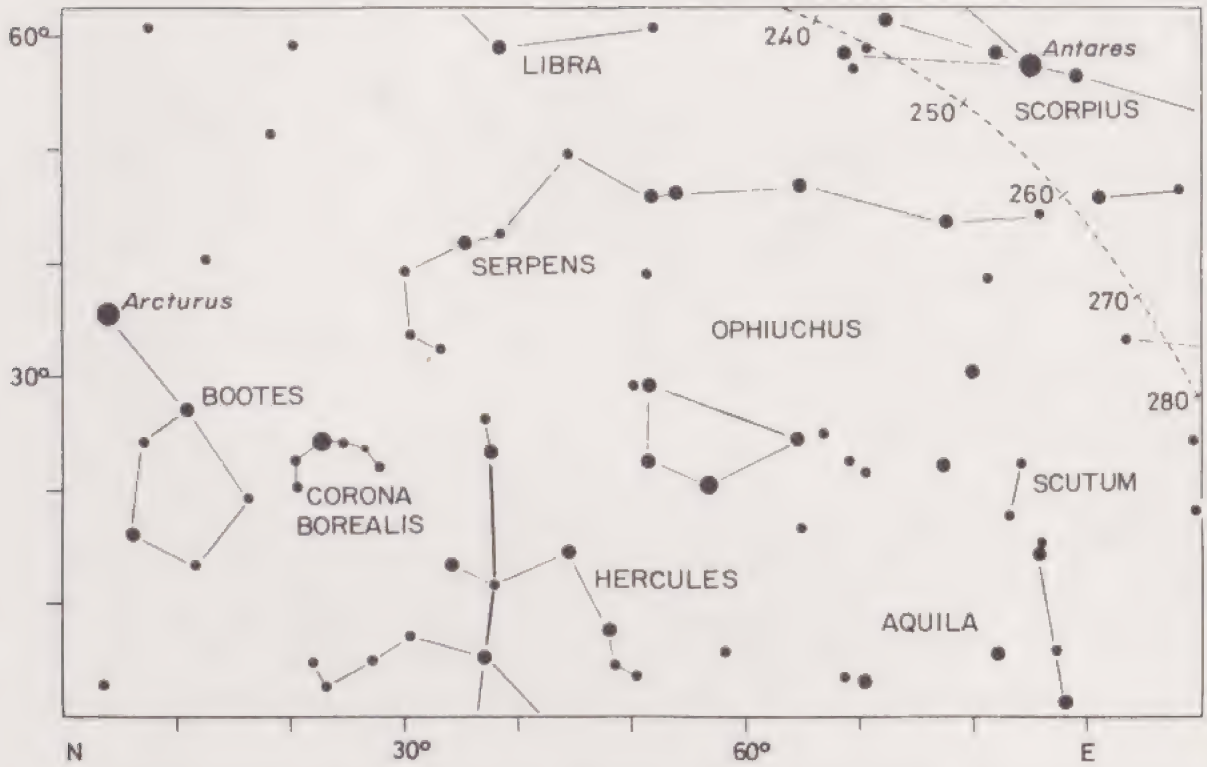 60°
240
Antares
LIBRA
250
SCORPIUS
260
SERPENS
270
Arcturus
OPHIUCHUS
30°
BOOTES
280
CORONA
BOREALIS
SCUTUM
HERCULES
AQUILA
N
30°
60°
E